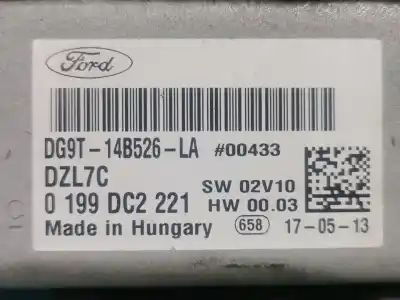 Ford
DG9T-14B526-LA #00433
DZL7C SW 02V10
0 199 DC2 221 HW 00.03
Made in Hungary 658 17-05-13